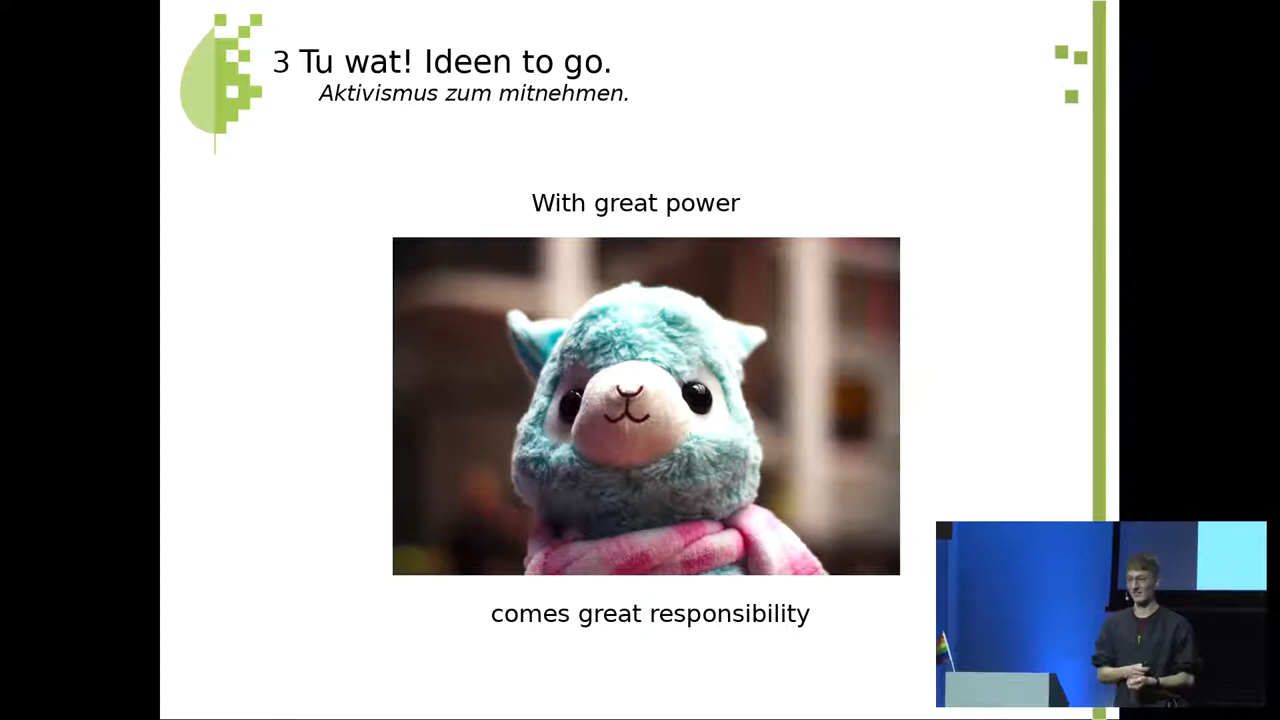 3 Tu wat! Ideen to go.
Aktivismus zum mitnehmen.
With great power
comes great responsibility